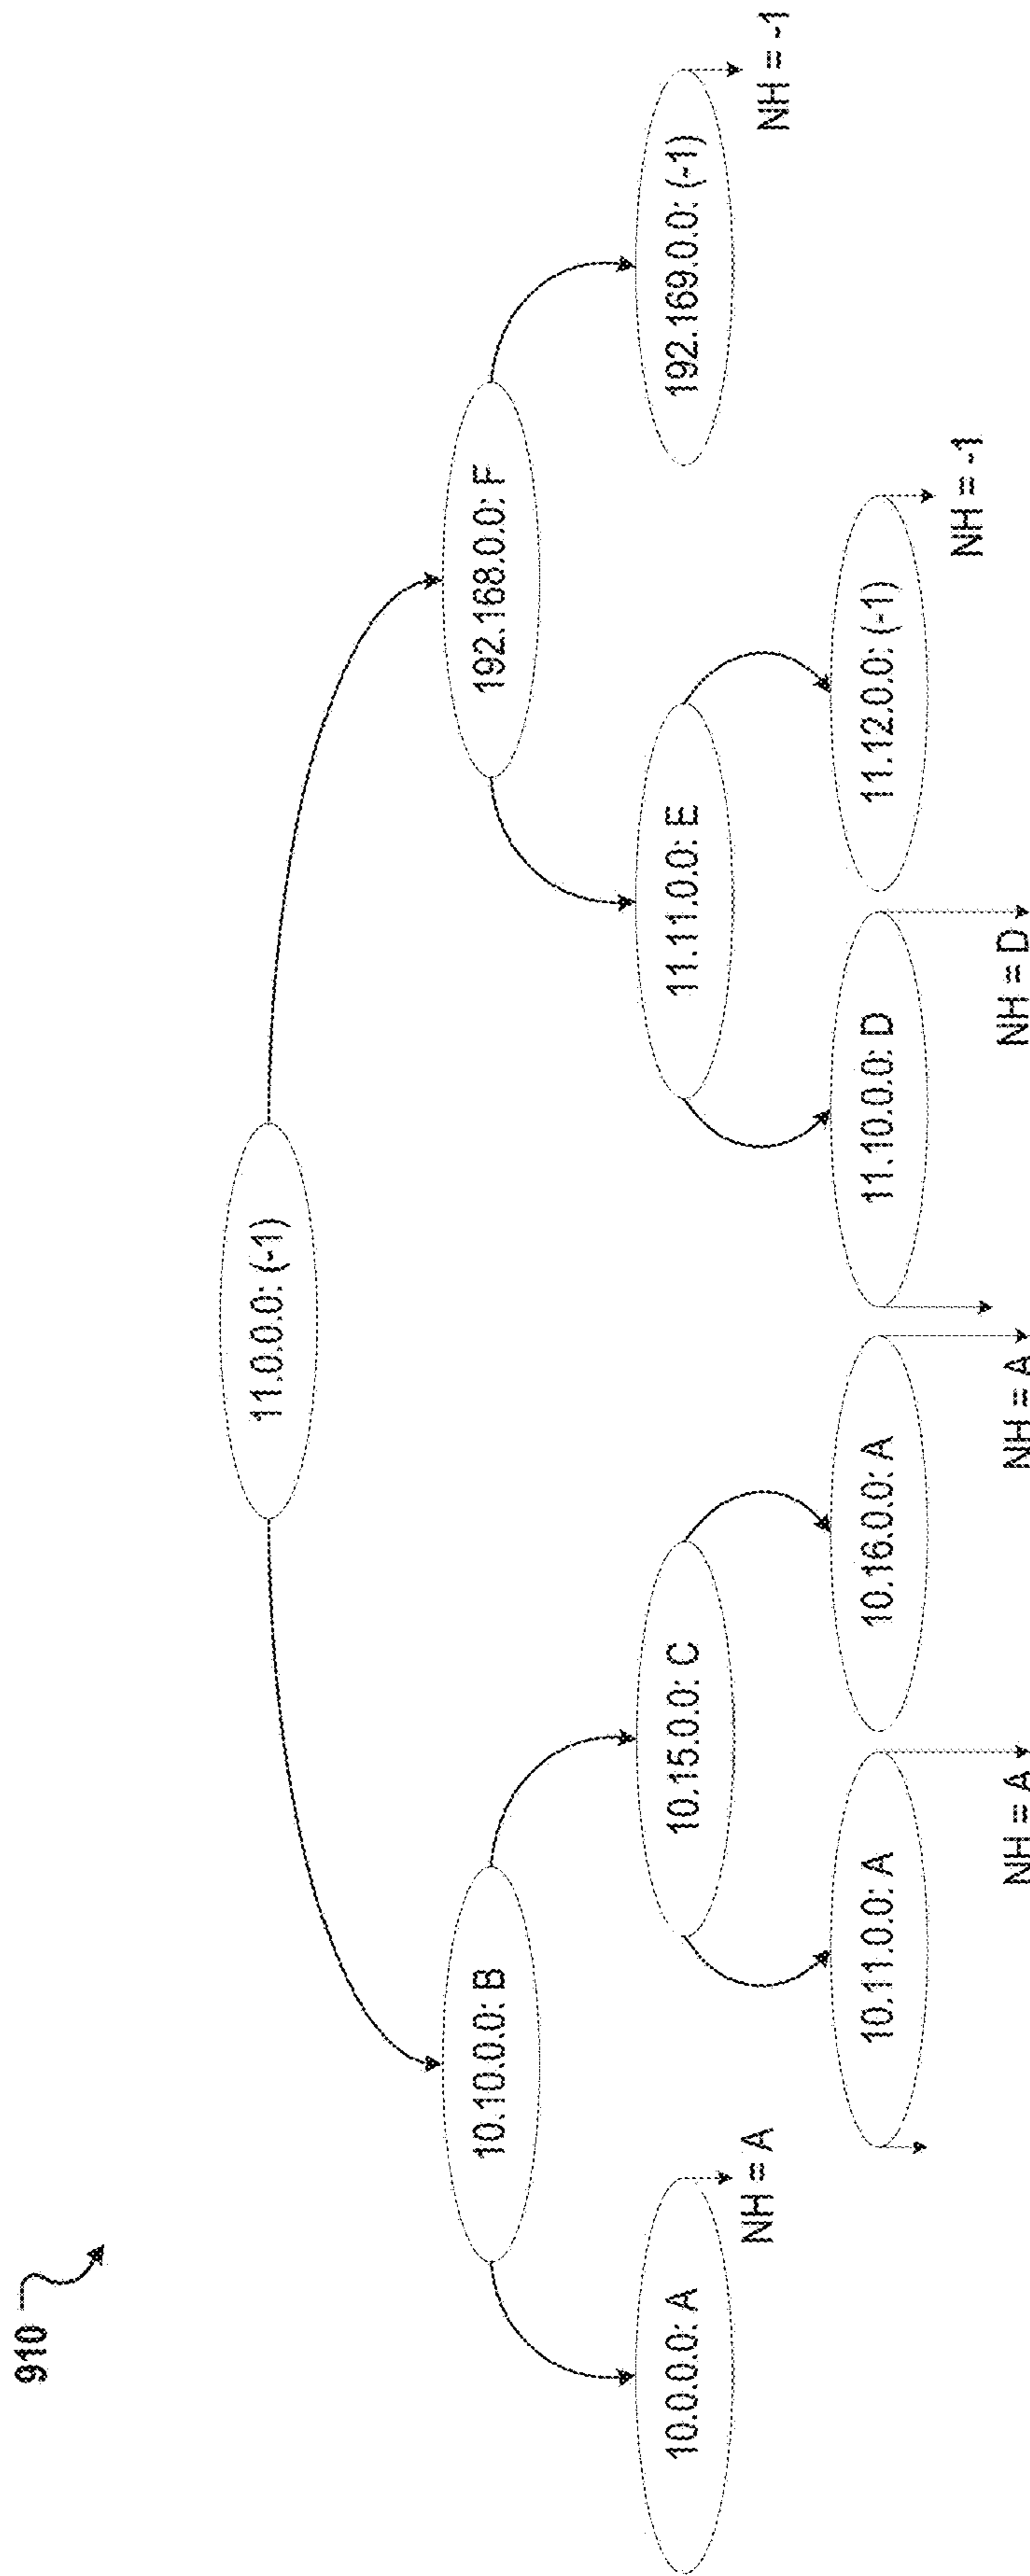 910
11.0.0.0: (-1)
10.10.0.0: B
192.168.0.0: F
10.0.0.0: A
10.15.0.0: C
11.11.0.0: E
192.169.0.0: (-1)
NH = A
NH = -1
10.11.0.0: A
10.16.0.0: A
11.10.0.0: D
11.12.0.0: (-1)
NH = A
NH = A
NH = D
NH = -1